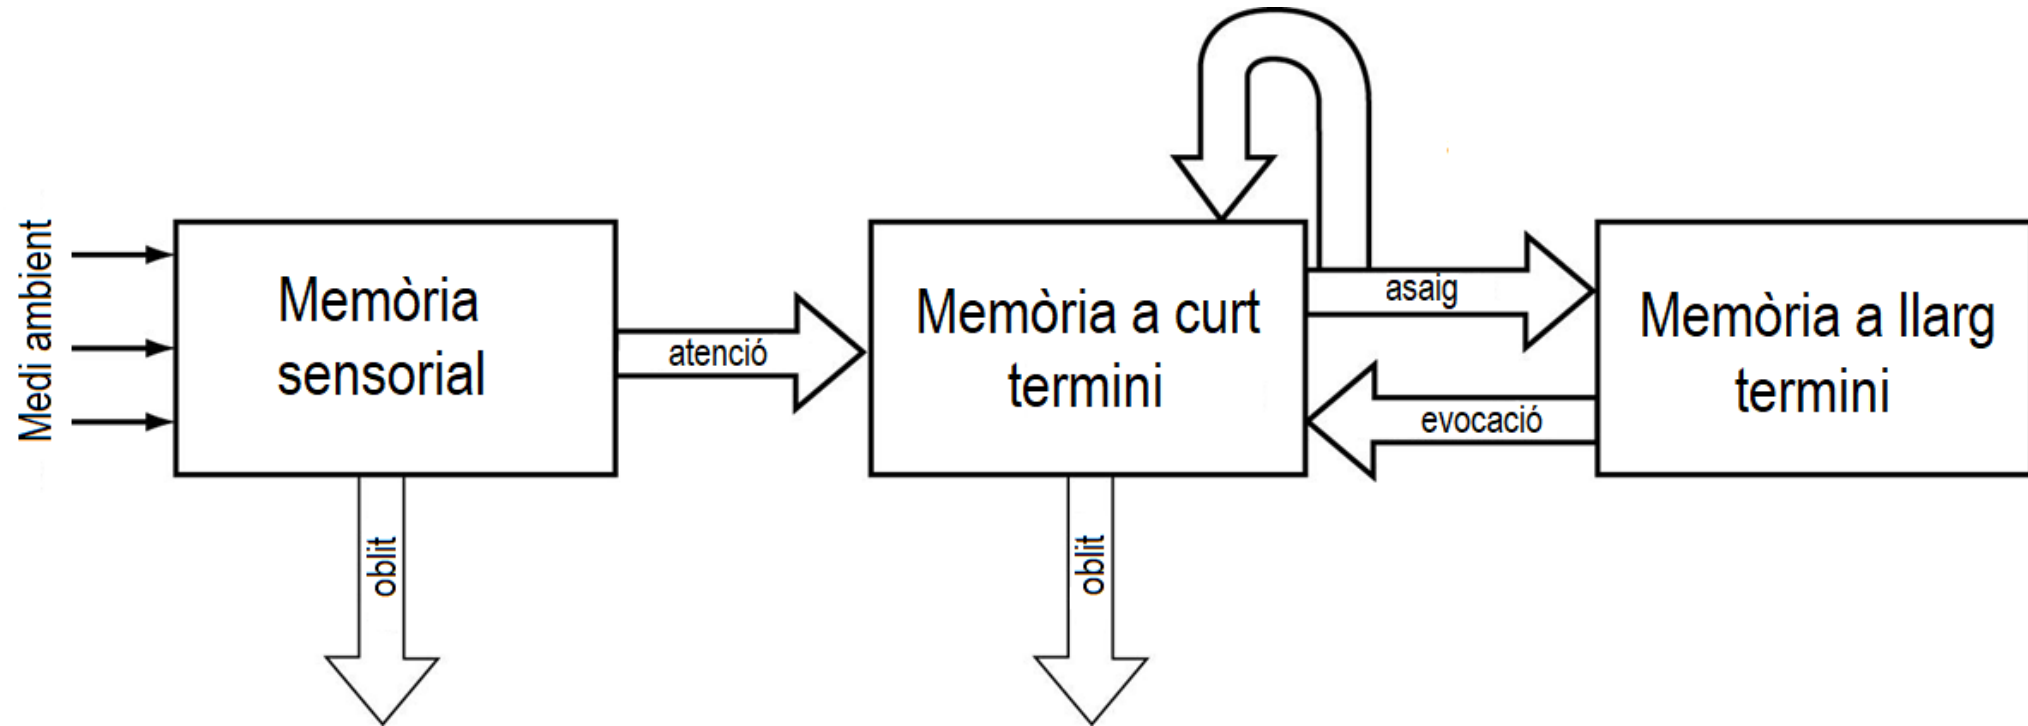 Medi ambient
Memòria
sensorial
atenció
oblit
Memòria a curt
termini
oblit
asaig
evocació
Memòria a llarg
termini